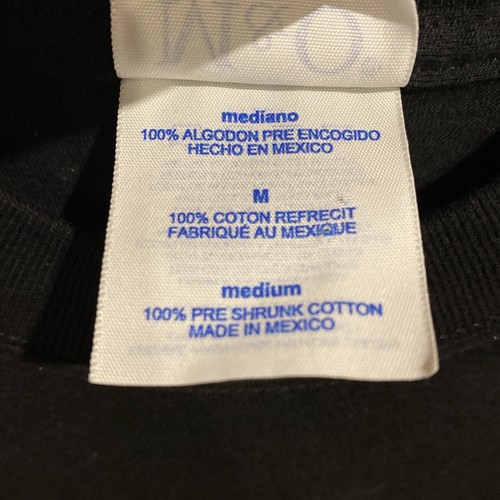 mediano
100% ALGODON PRE ENCOGIDO
HECHO EN MEXICO
M
100% COTON REFRECIT
FABRIQUÉ AU MEXIQUE
medium
100% PRE SHRUNK COTTON
MADE IN MEXICO